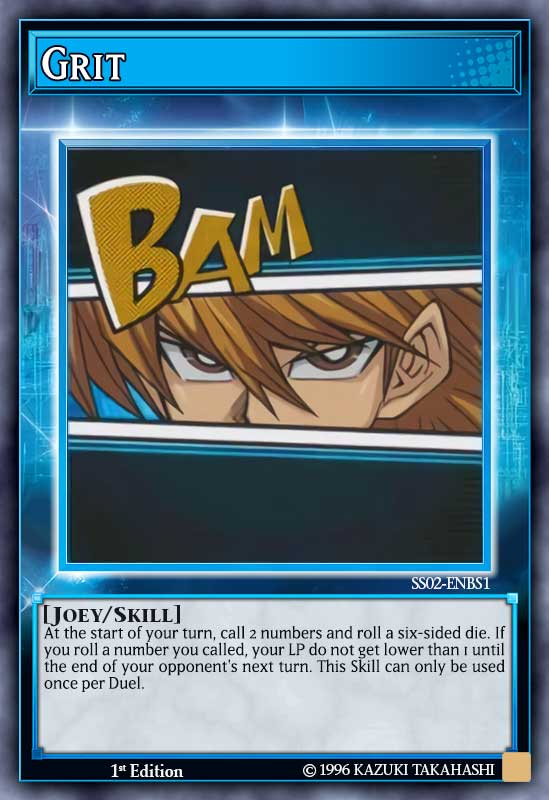 Grit
BAM
SS02-ENBS1
[Joey/Skill]
At the start of your turn, call 2 numbers and roll a six-sided die. If
you roll a number you called, your LP do not get lower than 1 until
the end of your opponent's next turn. This Skill can only be used
once per Duel.
1st Edition
© 1996 KAZUKI TAKAHASHI